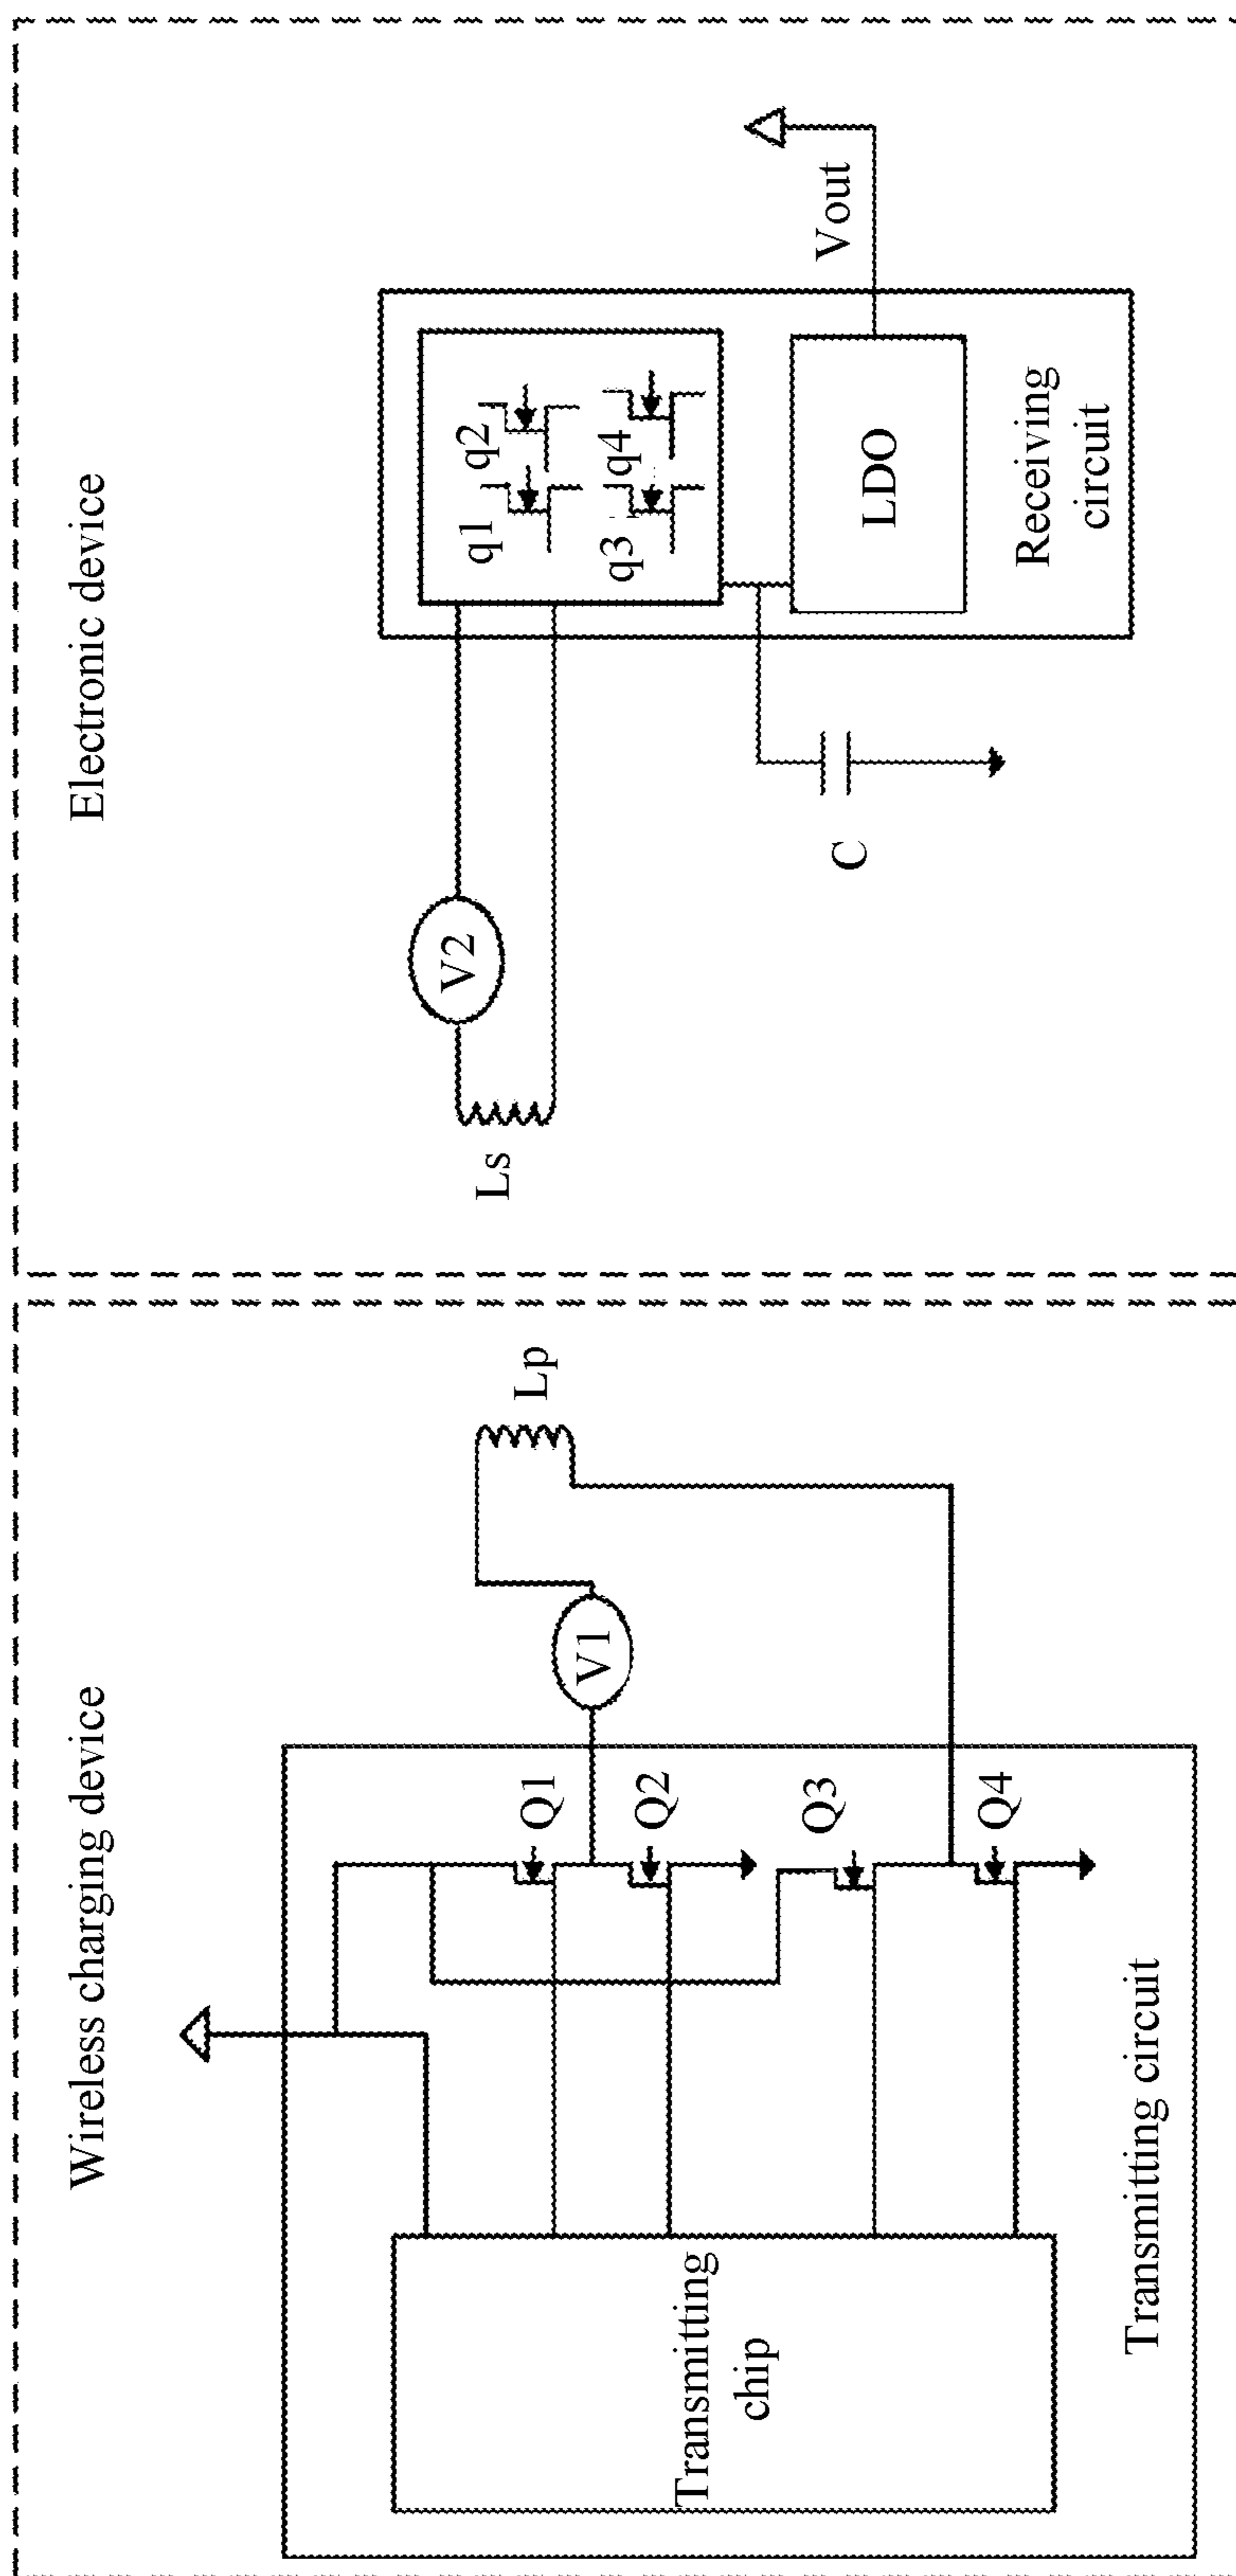 Wireless charging device
Transmitting
chip
Q1
Q2
Q3
Q4
V1
Lp
Transmitting circuit
Electronic device
Ls
V2
C
q1
q2
q3
q4
LDO
Vout
Receiving
circuit